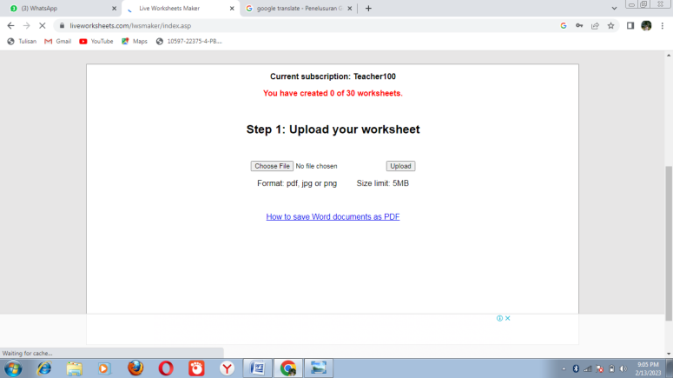 (3) WhatsApp
Live Worksheets Maker
google translate - Penelusuran
liveworksheets.com/lwsmaker/index.asp
Tulisan
Gmail
YouTube
Maps
10597-22375-4-PB....
Current subscription: Teacher100
You have created 0 of 30 worksheets.
Step 1: Upload your worksheet
Choose File No file chosen
Upload
Format: pdf, jpg or png
Size limit: 5MB
How to save Word documents as PDF
Waiting for cache...
9:05 PM
2/13/2023